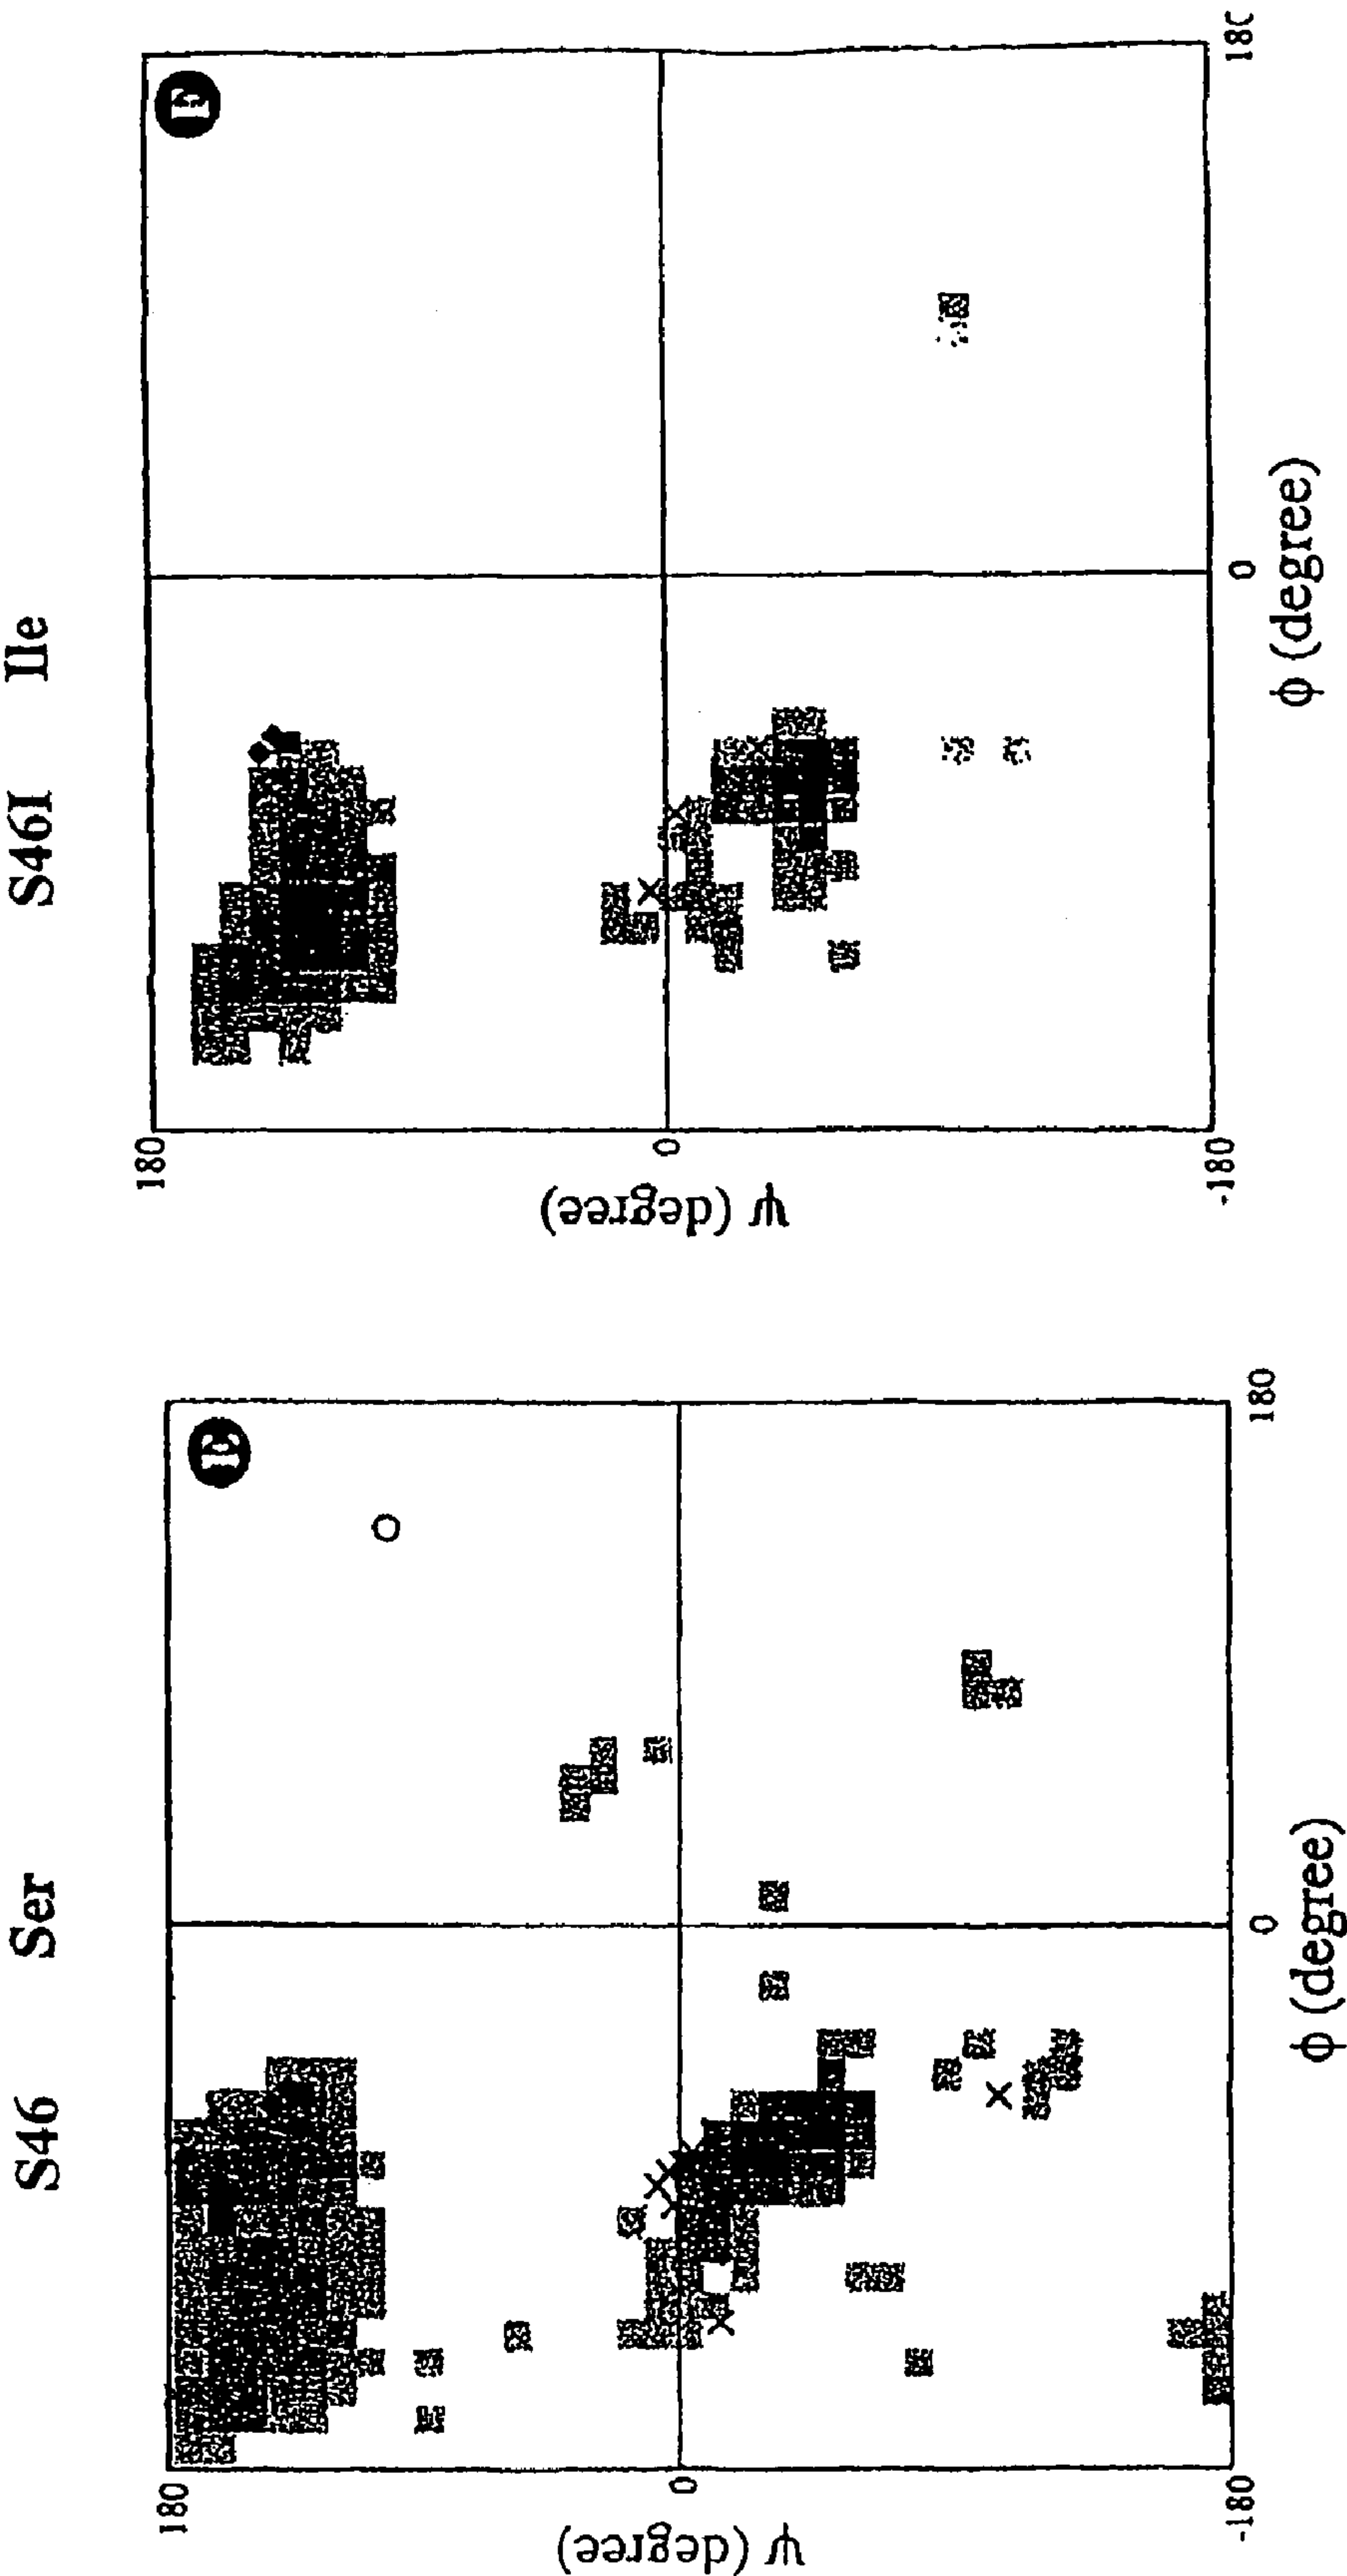 S46 Ser
E
180
0
-180
ψ (degree)
0
180
φ (degree)
S46I Ile
F
180
0
-180
ψ (degree)
0
180
φ (degree)